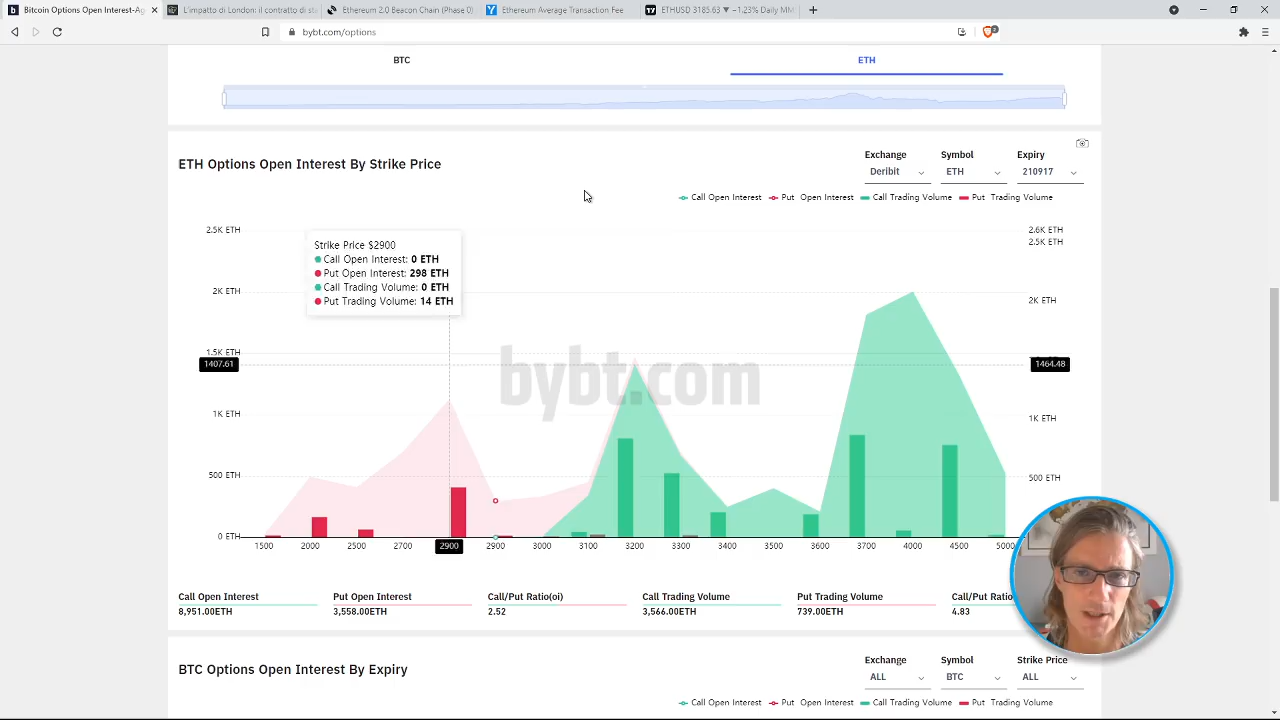 Bitcoin Options Open Interest-Ag
L'impatto di London: il contratto di st
Ethereum 2.0 Beacon Chain (Phase 0)
Ethereum Average Transaction Fee
ETHUSD 3185.63 ▼ −1.23% Daily MM
bybt.com/options
BTC
ETH
ETH Options Open Interest By Strike Price
Exchange
Symbol
Expiry
Deribit
ETH
210917
Call Open Interest
Put Open Interest
Call Trading Volume
Put Trading Volume
2.5K ETH
2.6K ETH
2.5K ETH
Strike Price $2900
Call Open Interest: 0 ETH
Put Open Interest: 298 ETH
Call Trading Volume: 0 ETH
Put Trading Volume: 14 ETH
2K ETH
2K ETH
1.5K ETH
1407.61
1464.48
bybt.com
1K ETH
1K ETH
500 ETH
500 ETH
0 ETH
1500 2000 2500 2700 2900 2900 3000 3100 3200 3300 3400 3500 3600 3700 4000 4500 5000
Call Open Interest
8,951.00ETH
Put Open Interest
3,558.00ETH
Call/Put Ratio(oi)
2.52
Call Trading Volume
3,566.00ETH
Put Trading Volume
739.00ETH
Call/Put Ratio
4.83
BTC Options Open Interest By Expiry
Exchange
Symbol
Strike Price
ALL
BTC
ALL
Call Open Interest
Put Open Interest
Call Trading Volume
Put Trading Volume